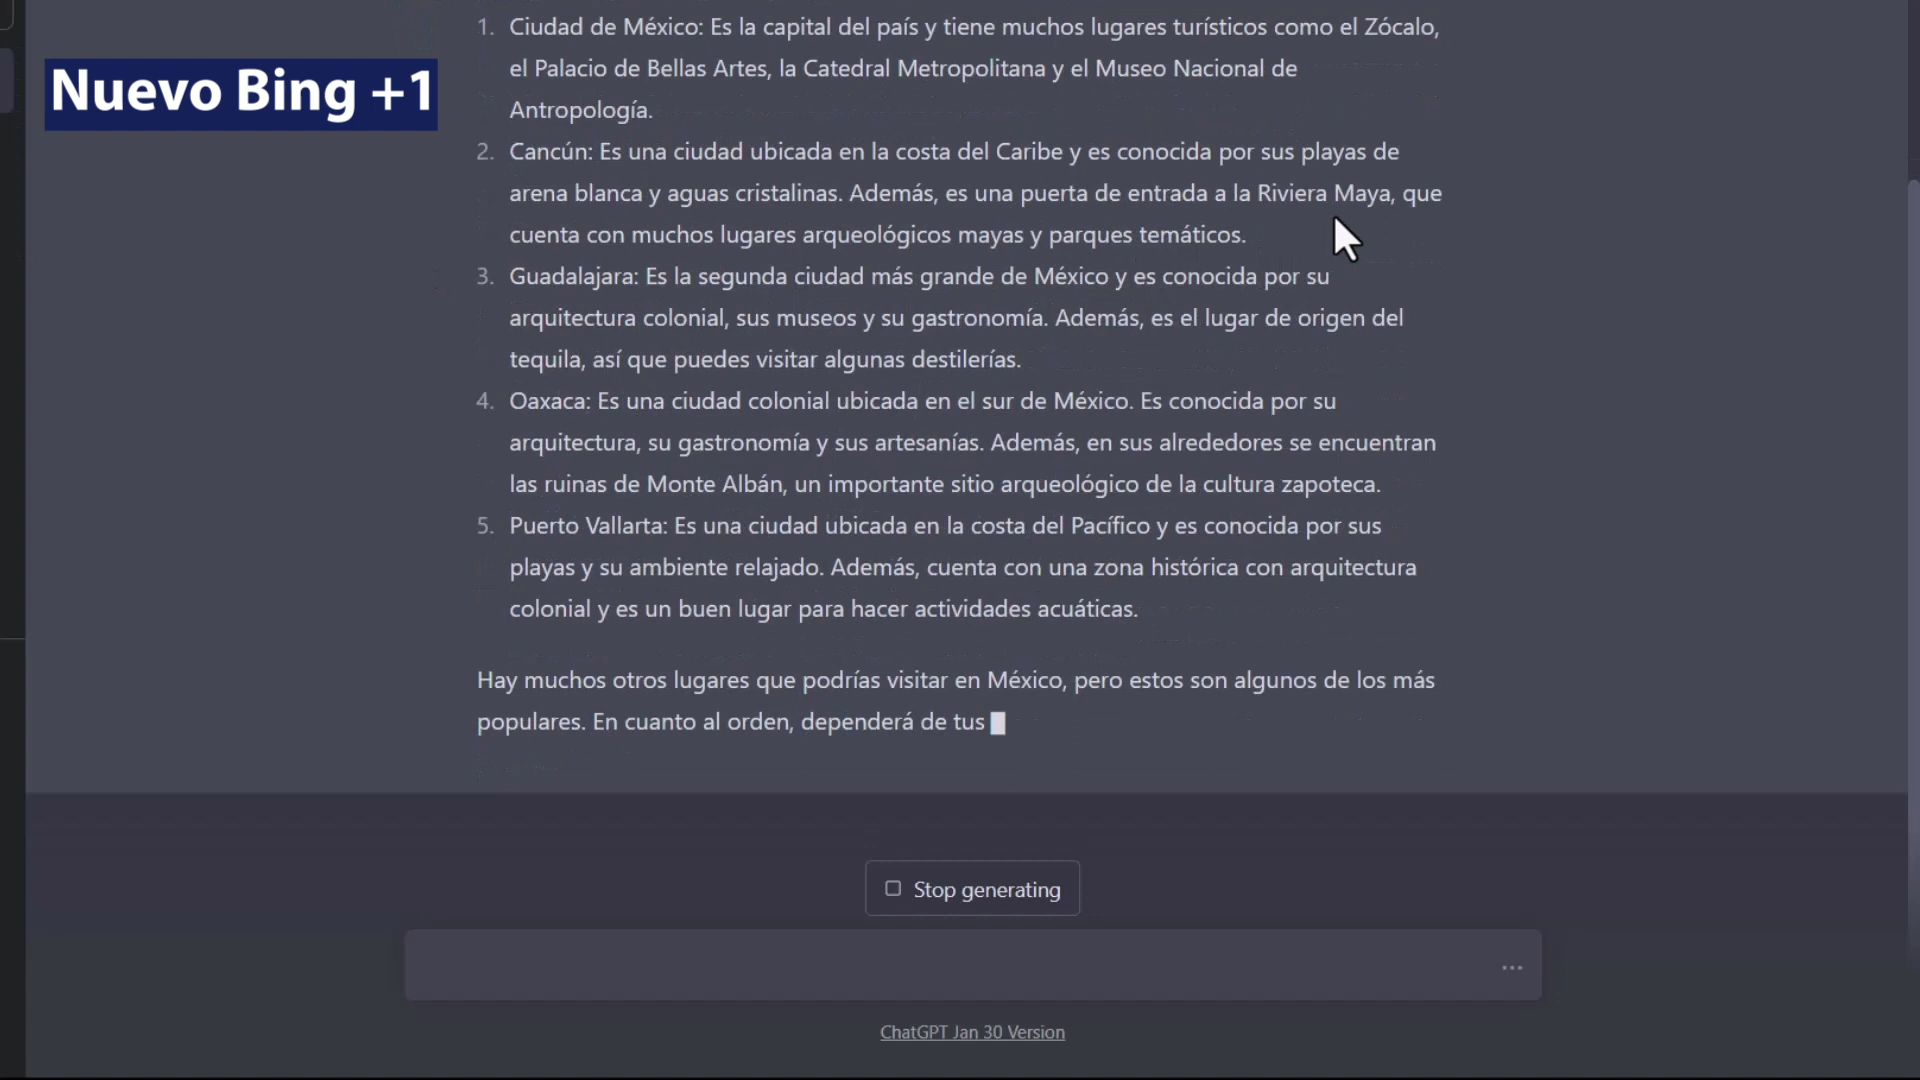 Nuevo Bing +1
1. Ciudad de México: Es la capital del país y tiene muchos lugares turísticos como el Zócalo,
el Palacio de Bellas Artes, la Catedral Metropolitana y el Museo Nacional de
Antropología.
2. Cancún: Es una ciudad ubicada en la costa del Caribe y es conocida por sus playas de
arena blanca y aguas cristalinas. Además, es una puerta de entrada a la Riviera Maya, que
cuenta con muchos lugares arqueológicos mayas y parques temáticos.
3. Guadalajara: Es la segunda ciudad más grande de México y es conocida por su
arquitectura colonial, sus museos y su gastronomía. Además, es el lugar de origen del
tequila, así que puedes visitar algunas destilerías.
4. Oaxaca: Es una ciudad colonial ubicada en el sur de México. Es conocida por su
arquitectura, su gastronomía y sus artesanías. Además, en sus alrededores se encuentran
las ruinas de Monte Albán, un importante sitio arqueológico de la cultura zapoteca.
5. Puerto Vallarta: Es una ciudad ubicada en la costa del Pacífico y es conocida por sus
playas y su ambiente relajado. Además, cuenta con una zona histórica con arquitectura
colonial y es un buen lugar para hacer actividades acuáticas.
Hay muchos otros lugares que podrías visitar en México, pero estos son algunos de los más
populares. En cuanto al orden, dependerá de tus
Stop generating
ChatGPT Jan 30 Version